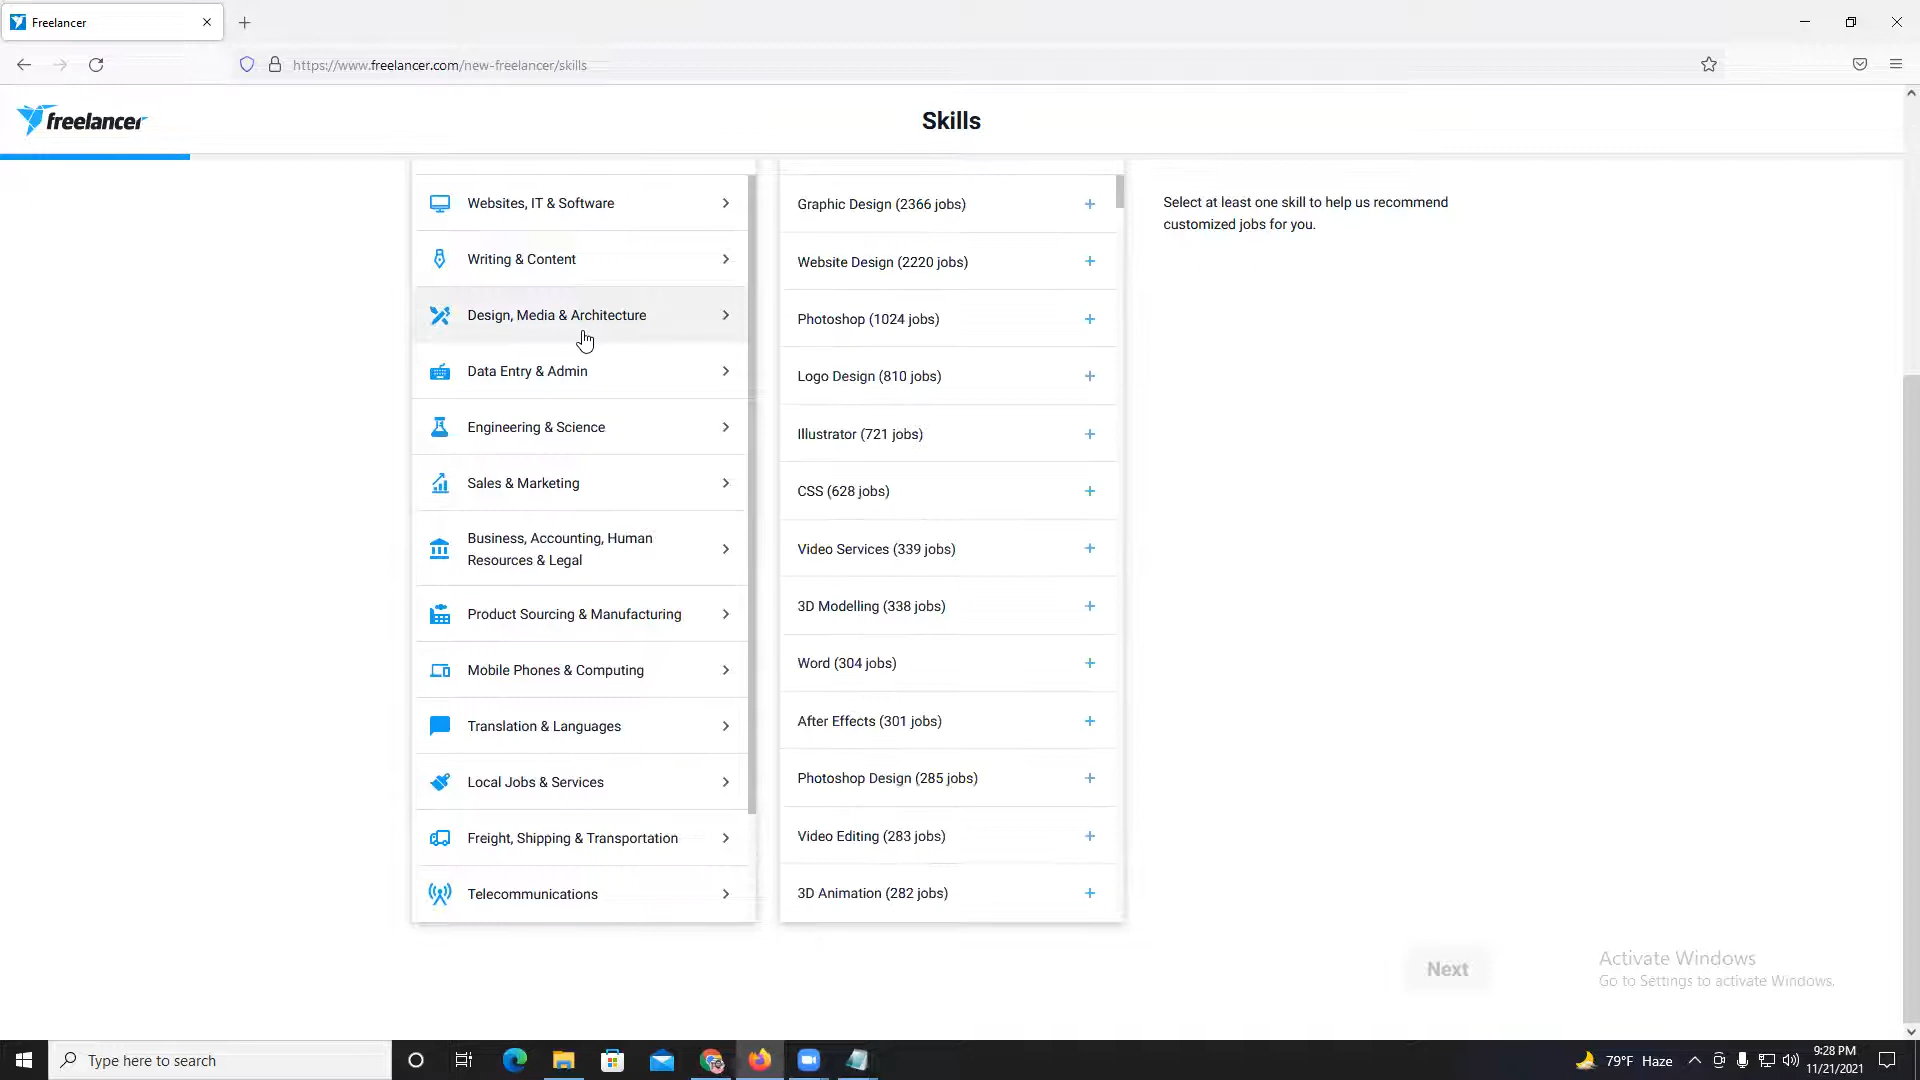 Freelancer
https://www.freelancer.com/new-freelancer/skills
freelancer
Skills
Websites, IT & Software
Writing & Content
Design, Media & Architecture
Data Entry & Admin
Engineering & Science
Sales & Marketing
Business, Accounting, Human
Resources & Legal
Product Sourcing & Manufacturing
Mobile Phones & Computing
Translation & Languages
Local Jobs & Services
Freight, Shipping & Transportation
Telecommunications
Graphic Design (2366 jobs)
Website Design (2220 jobs)
Photoshop (1024 jobs)
Logo Design (810 jobs)
Illustrator (721 jobs)
CSS (628 jobs)
Video Services (339 jobs)
3D Modelling (338 jobs)
Word (304 jobs)
After Effects (301 jobs)
Photoshop Design (285 jobs)
Video Editing (283 jobs)
3D Animation (282 jobs)
Select at least one skill to help us recommend
customized jobs for you.
Next
Activate Windows
Go to Settings to activate Windows.
Type here to search
79°F Haze
9:28 PM
11/21/2021